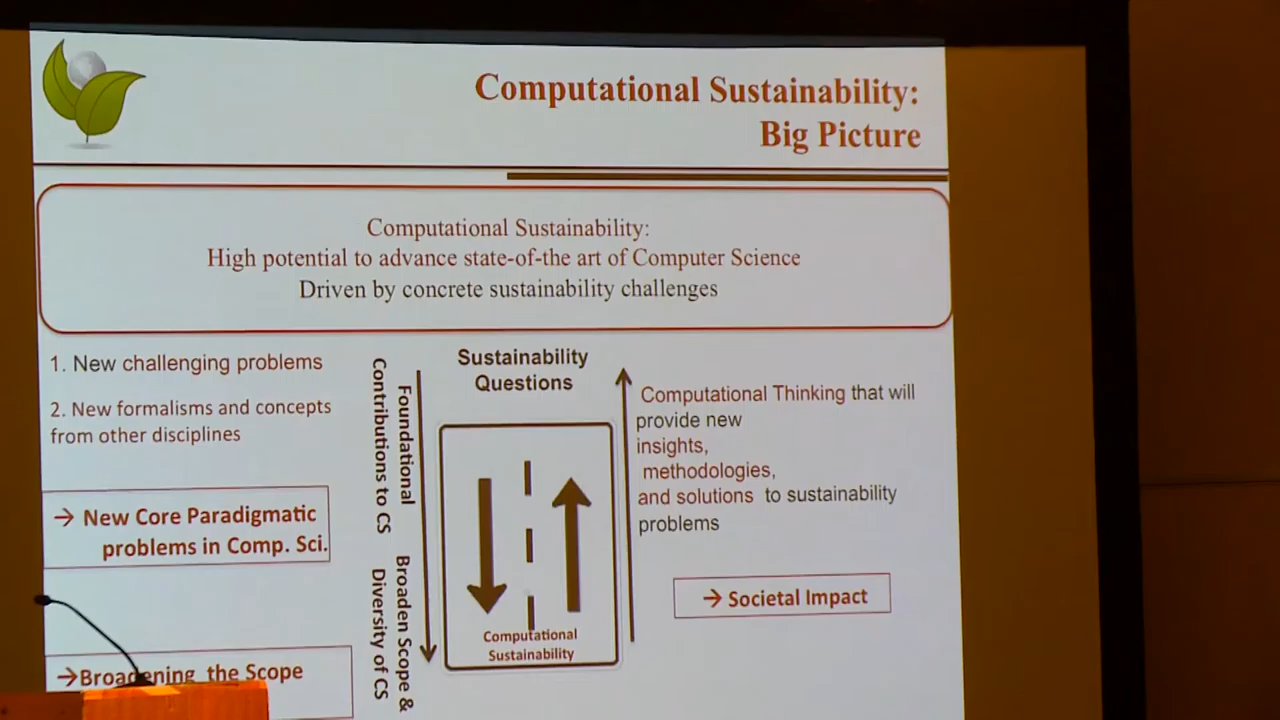 Computational Sustainability:
Big Picture
Computational Sustainability:
High potential to advance state-of-the art of Computer Science
Driven by concrete sustainability challenges
1. New challenging problems
2. New formalisms and concepts
from other disciplines
→ New Core Paradigmatic
problems in Comp. Sci.
→Broadening the Scope
Foundational
Contributions to CS
Broaden Scope &
Diversity of CS
Sustainability
Questions
Computational
Sustainability
Computational Thinking that will
provide new
insights,
methodologies,
and solutions to sustainability
problems
→ Societal Impact